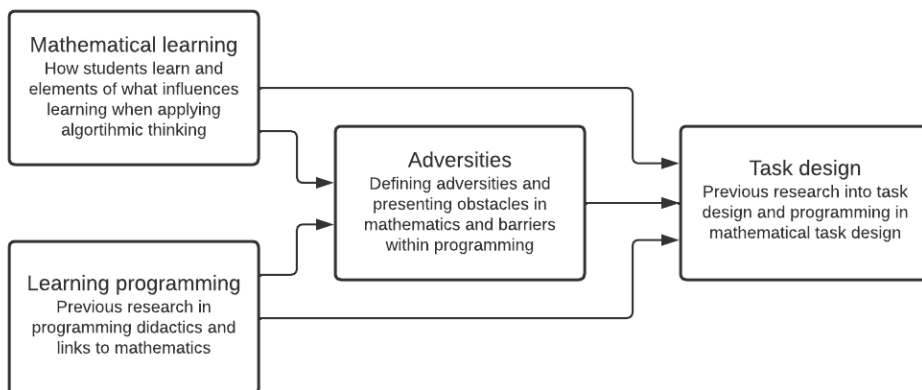 Mathematical learning
How students learn and
elements of what influences
learning when applying
algortihmic thinking
Adversities
Defining adversities and
presenting obstacles in
mathematics and barriers
within programming
Task design
Previous research into task
design and programming in
mathematical task design
Learning programming
Previous research in
programming didactics and
links to mathematics